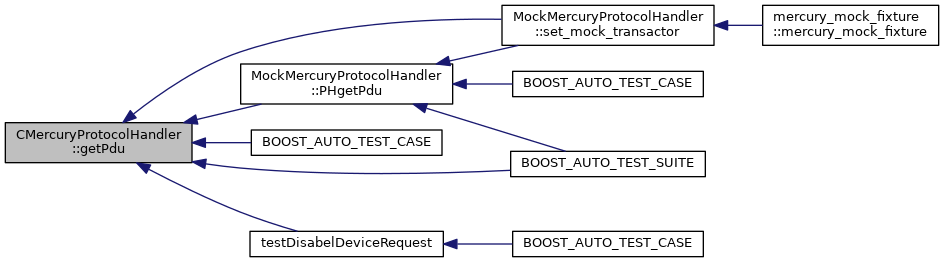 MockMercuryProtocolHandler
::set_mock_transactor
mercury_mock_fixture
::mercury_mock_fixture
MockMercuryProtocolHandler
::PHgetPdu
BOOST_AUTO_TEST_CASE
CMercuryProtocolHandler
::getPdu
BOOST_AUTO_TEST_CASE
BOOST_AUTO_TEST_SUITE
testDisabelDeviceRequest
BOOST_AUTO_TEST_CASE